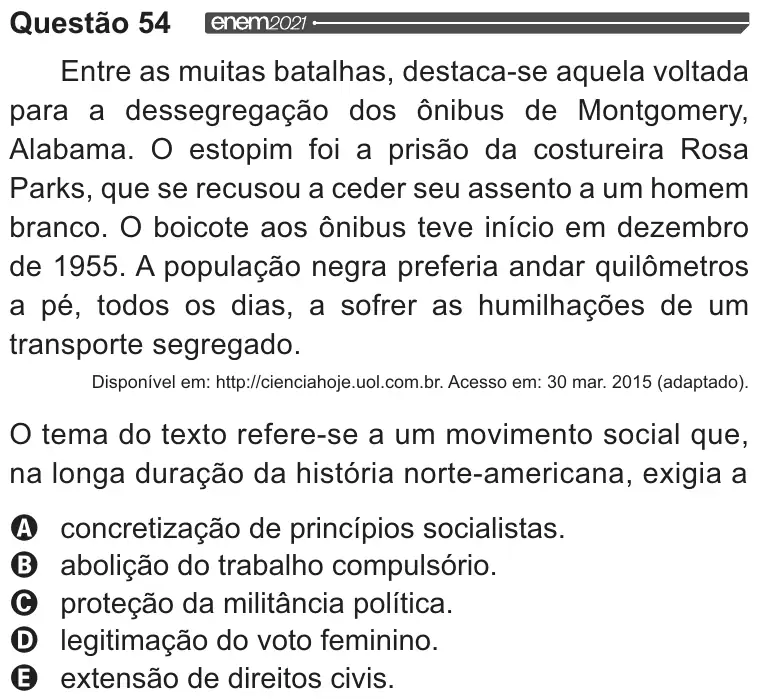 Questão 54 enem2021
Entre as muitas batalhas, destaca-se aquela voltada
para a dessegregação dos ônibus de Montgomery,
Alabama. O estopim foi a prisão da costureira Rosa
Parks, que se recusou a ceder seu assento a um homem
branco. O boicote aos ônibus teve início em dezembro
de 1955. A população negra preferia andar quilômetros
a pé, todos os dias, a sofrer as humilhações de um
transporte segregado.
Disponível em: http://cienciahoje.uol.com.br. Acesso em: 30 mar. 2015 (adaptado).
O tema do texto refere-se a um movimento social que,
na longa duração da história norte-americana, exigia a
A concretização de princípios socialistas.
B abolição do trabalho compulsório.
C proteção da militância política.
D legitimação do voto feminino.
E extensão de direitos civis.